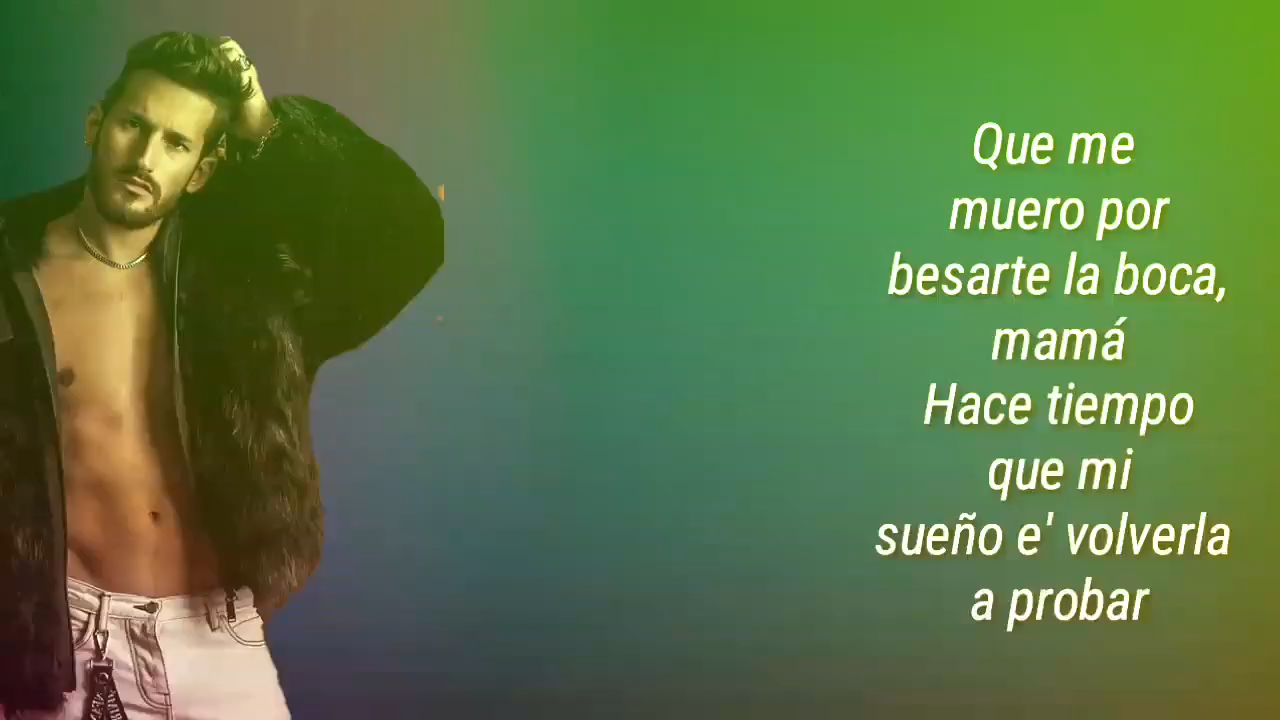 Que me
muero por
besarte la boca,
mamá
Hace tiempo
que mi
sueño e' volverla
a probar